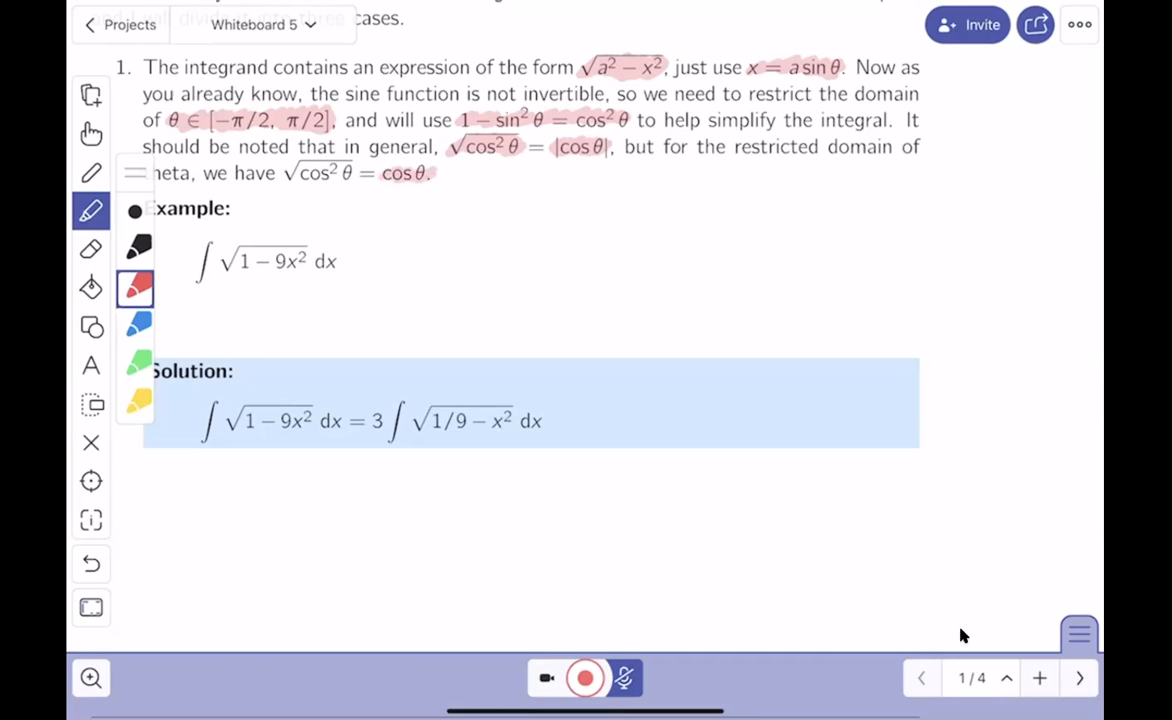 cases.
Projects
Whiteboard 5
Invite
1. The integrand contains an expression of the form √a² − x², just use x = a sin θ. Now as
you already know, the sine function is not invertible, so we need to restrict the domain
of θ ∈ [−π/2, π/2], and will use 1 − sin² θ = cos² θ to help simplify the integral. It
should be noted that in general, √cos² θ = |cos θ|, but for the restricted domain of
heta, we have √cos² θ = cos θ.
xample:
∫ √1 − 9x² dx
Solution:
∫ √1 − 9x² dx = 3 ∫ √1/9 − x² dx
A
1/4